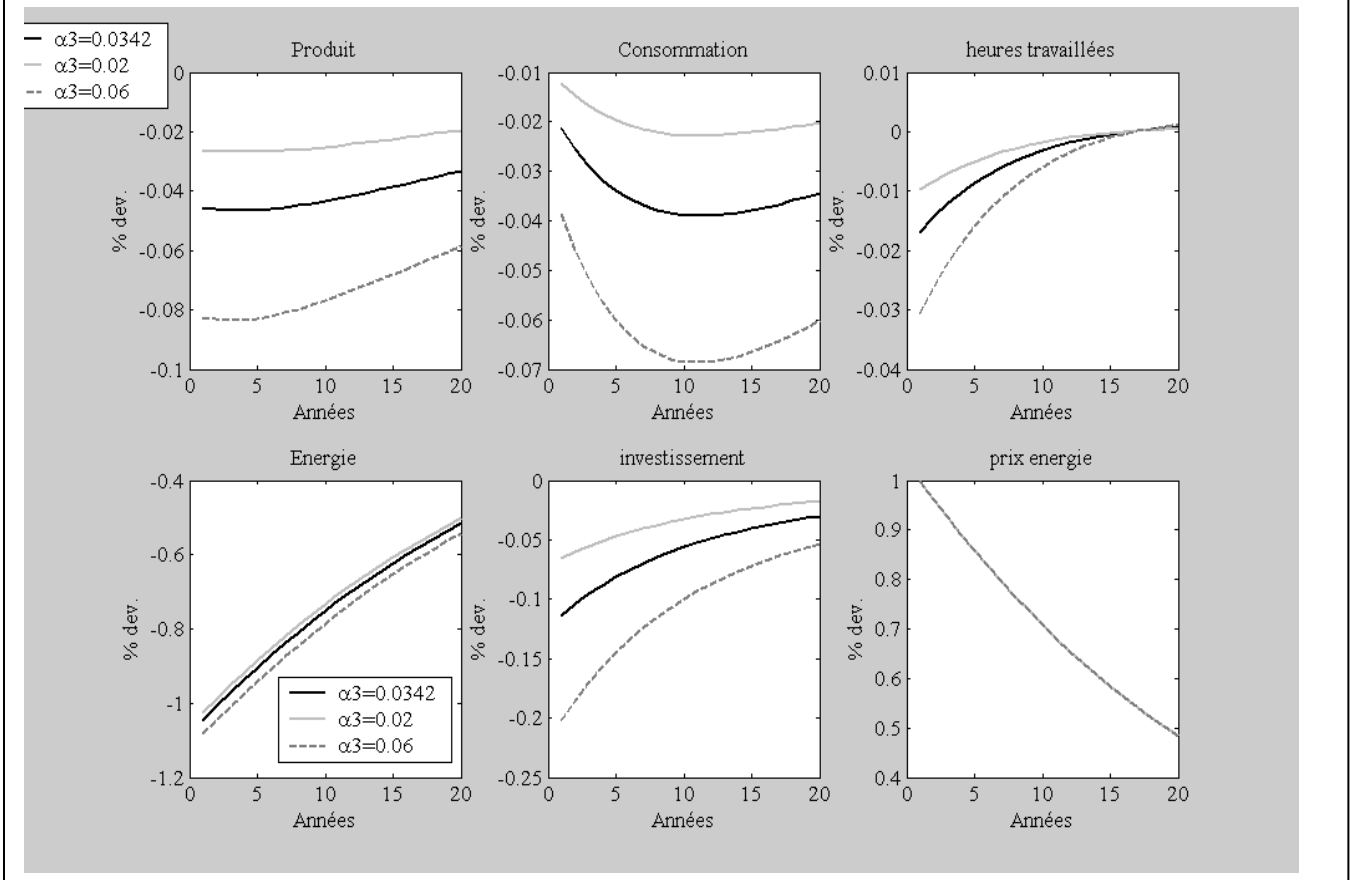 α3=0.0342
α3=0.02
α3=0.06
Produit
0
-0.02
-0.04
-0.06
-0.08
-0.1
% dev.
0 5 10 15 20
Années
Consommation
-0.01
-0.02
-0.03
-0.04
-0.05
-0.06
-0.07
% dev.
0 5 10 15 20
Années
heures travaillées
0.01
0
-0.01
-0.02
-0.03
-0.04
% dev.
0 5 10 15 20
Années
Energie
-0.4
-0.6
-0.8
-1
-1.2
% dev.
α3=0.0342
α3=0.02
α3=0.06
0 5 10 15 20
Années
investissement
0
-0.05
-0.1
-0.15
-0.2
-0.25
% dev.
0 5 10 15 20
Années
prix energie
1
0.9
0.8
0.7
0.6
0.5
0.4
% dev.
0 5 10 15 20
Années